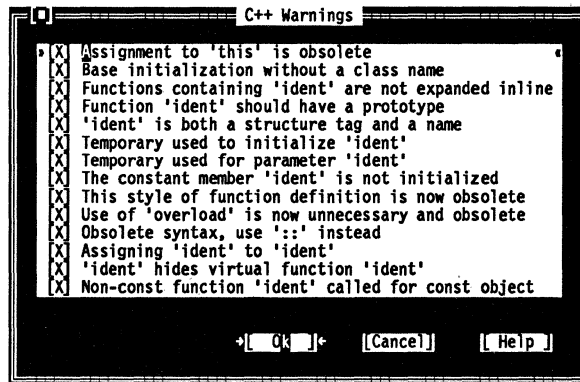 C++ Warnings
[X] Assignment to 'this' is obsolete
[X] Base initialization without a class name
[X] Functions containing 'ident' are not expanded inline
[X] Function 'ident' should have a prototype
[X] 'ident' is both a structure tag and a name
[X] Temporary used to initialize 'ident'
[X] Temporary used for parameter 'ident'
[X] The constant member 'ident' is not initialized
[X] This style of function definition is now obsolete
[X] Use of 'overload' is now unnecessary and obsolete
[X] Obsolete syntax, use '::' instead
[X] Assigning 'ident' to 'ident'
[X] 'ident' hides virtual function 'ident'
[X] Non-const function 'ident' called for const object
[ Ok ] [Cancel] [ Help ]